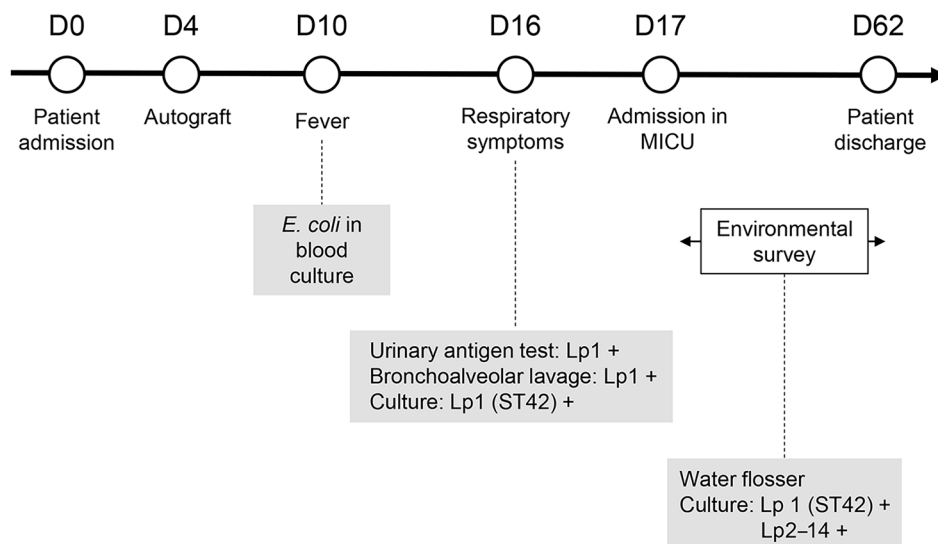 D0 D4 D10 D16 D17 D62
Patient admission
Autograft
Fever
Respiratory symptoms
Admission in MICU
Patient discharge
E. coli in
blood
culture
Environmental
survey
Urinary antigen test: Lp1 +
Bronchoalveolar lavage: Lp1 +
Culture: Lp1 (ST42) +
Water flosser
Culture: Lp 1 (ST42) +
Lp2–14 +